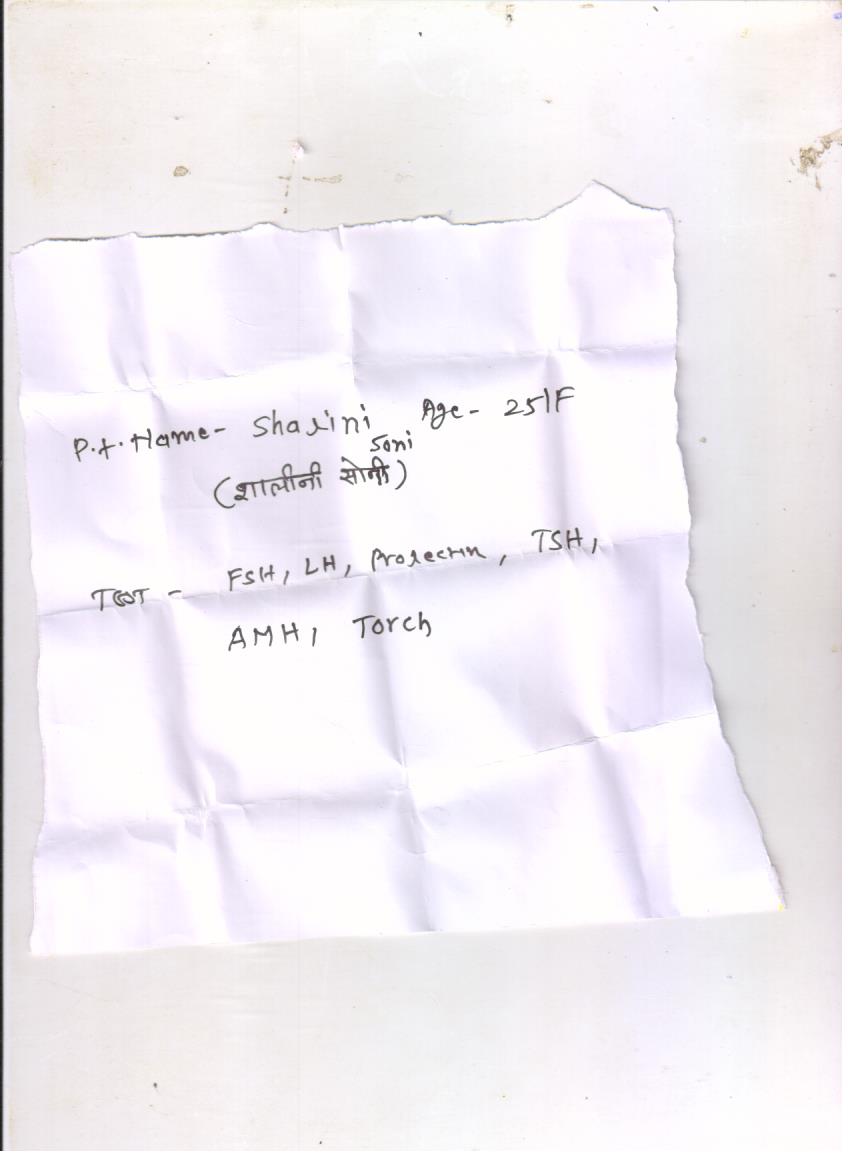 P.t. Name - Shalini Soni Age - 25/F
(शालीनी सोनी)
Test - FSH, LH, Prolectin, TSH,
AMH, Torch